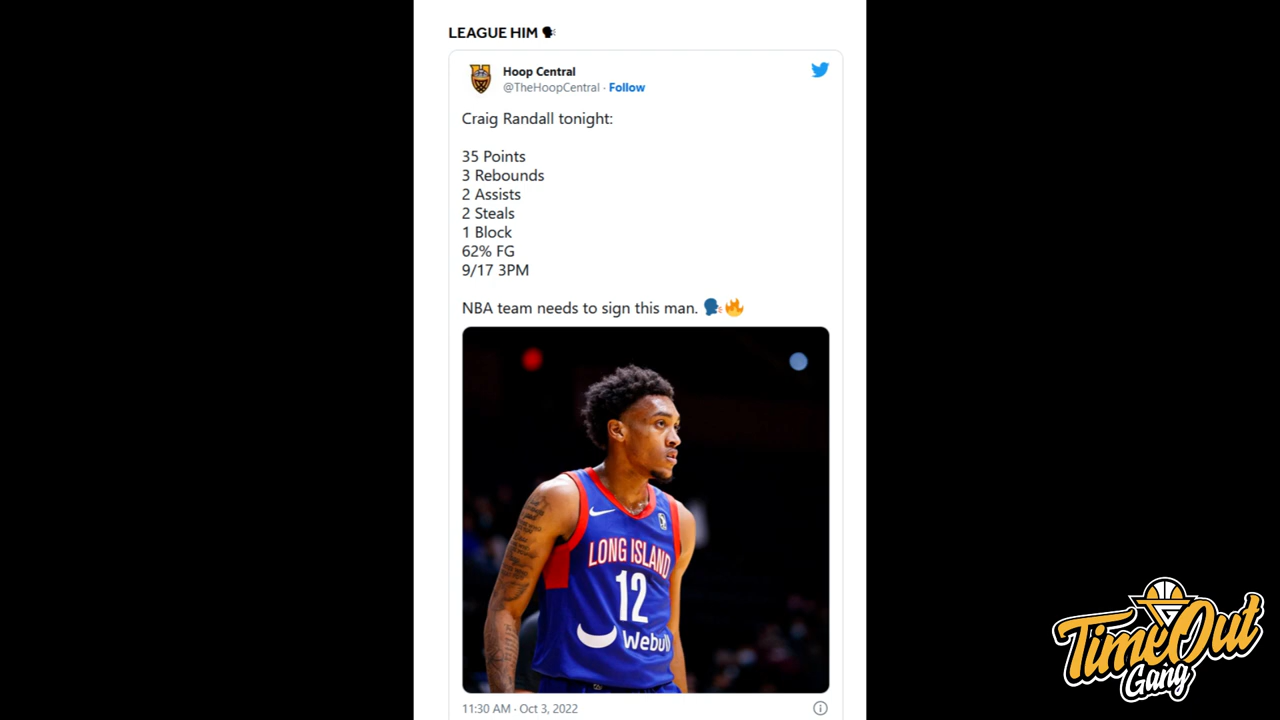 LEAGUE HIM 🗣
Hoop Central
@TheHoopCentral · Follow
Craig Randall tonight:
35 Points
3 Rebounds
2 Assists
2 Steals
1 Block
62% FG
9/17 3PM
NBA team needs to sign this man. 🗣🔥
LONG ISLAND
12
Webull
11:30 AM · Oct 3, 2022
TimeOut
Gang